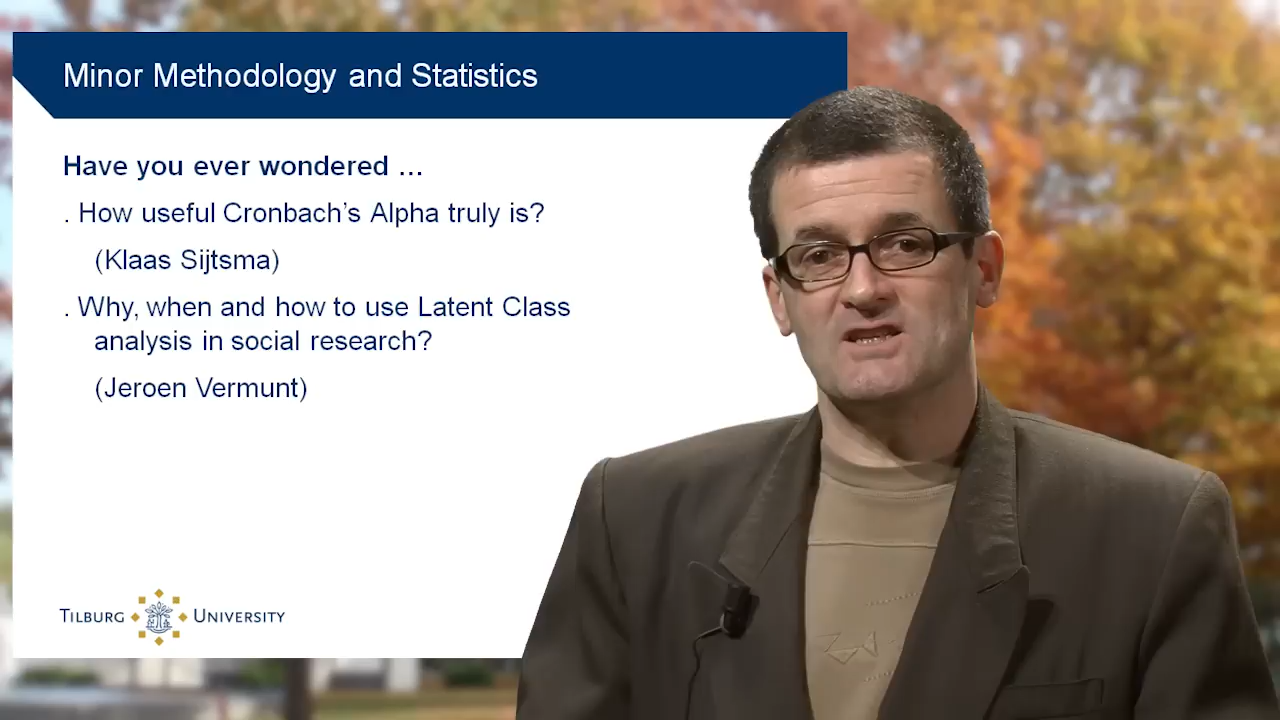 Minor Methodology and Statistics
Have you ever wondered ...
. How useful Cronbach's Alpha truly is?
(Klaas Sijtsma)
. Why, when and how to use Latent Class
analysis in social research?
(Jeroen Vermunt)
TILBURG UNIVERSITY